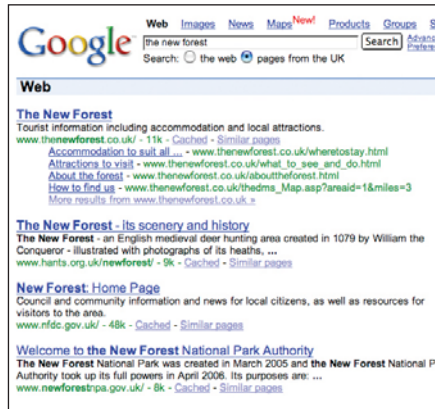 Google
Web Images News Maps New! Products Groups
the new forest Search
Search: the web pages from the UK
Web
The New Forest
Tourist information including accommodation and local attractions.
www.thenewforest.co.uk/ - 11k - Cached - Similar pages
Accommodation to suit all ... - www.thenewforest.co.uk/wheretostay.html
Attractions to visit - www.thenewforest.co.uk/what_to_see_and_do.html
About the forest - www.thenewforest.co.uk/abouttheforest.html
How to find us - www.thenewforest.co.uk/thedms_Map.asp?areaid=1&miles=3
More results from www.thenewforest.co.uk »
The New Forest - its scenery and history
The New Forest - an English medieval deer hunting area created in 1079 by William the
Conqueror - illustrated with photographs of its heaths, ...
www.hants.org.uk/newforest/ - 9k - Cached - Similar pages
New Forest: Home Page
Council and community information and news for local citizens, as well as resources for
visitors to the area.
www.nfdc.gov.uk/ - 48k - Cached - Similar pages
Welcome to the New Forest National Park Authority
The New Forest National Park was created in March 2005 and the New Forest National P
Authority took up its full powers in April 2006. Its purposes are: ...
www.newforestnpa.gov.uk/ - 8k - Cached - Similar pages